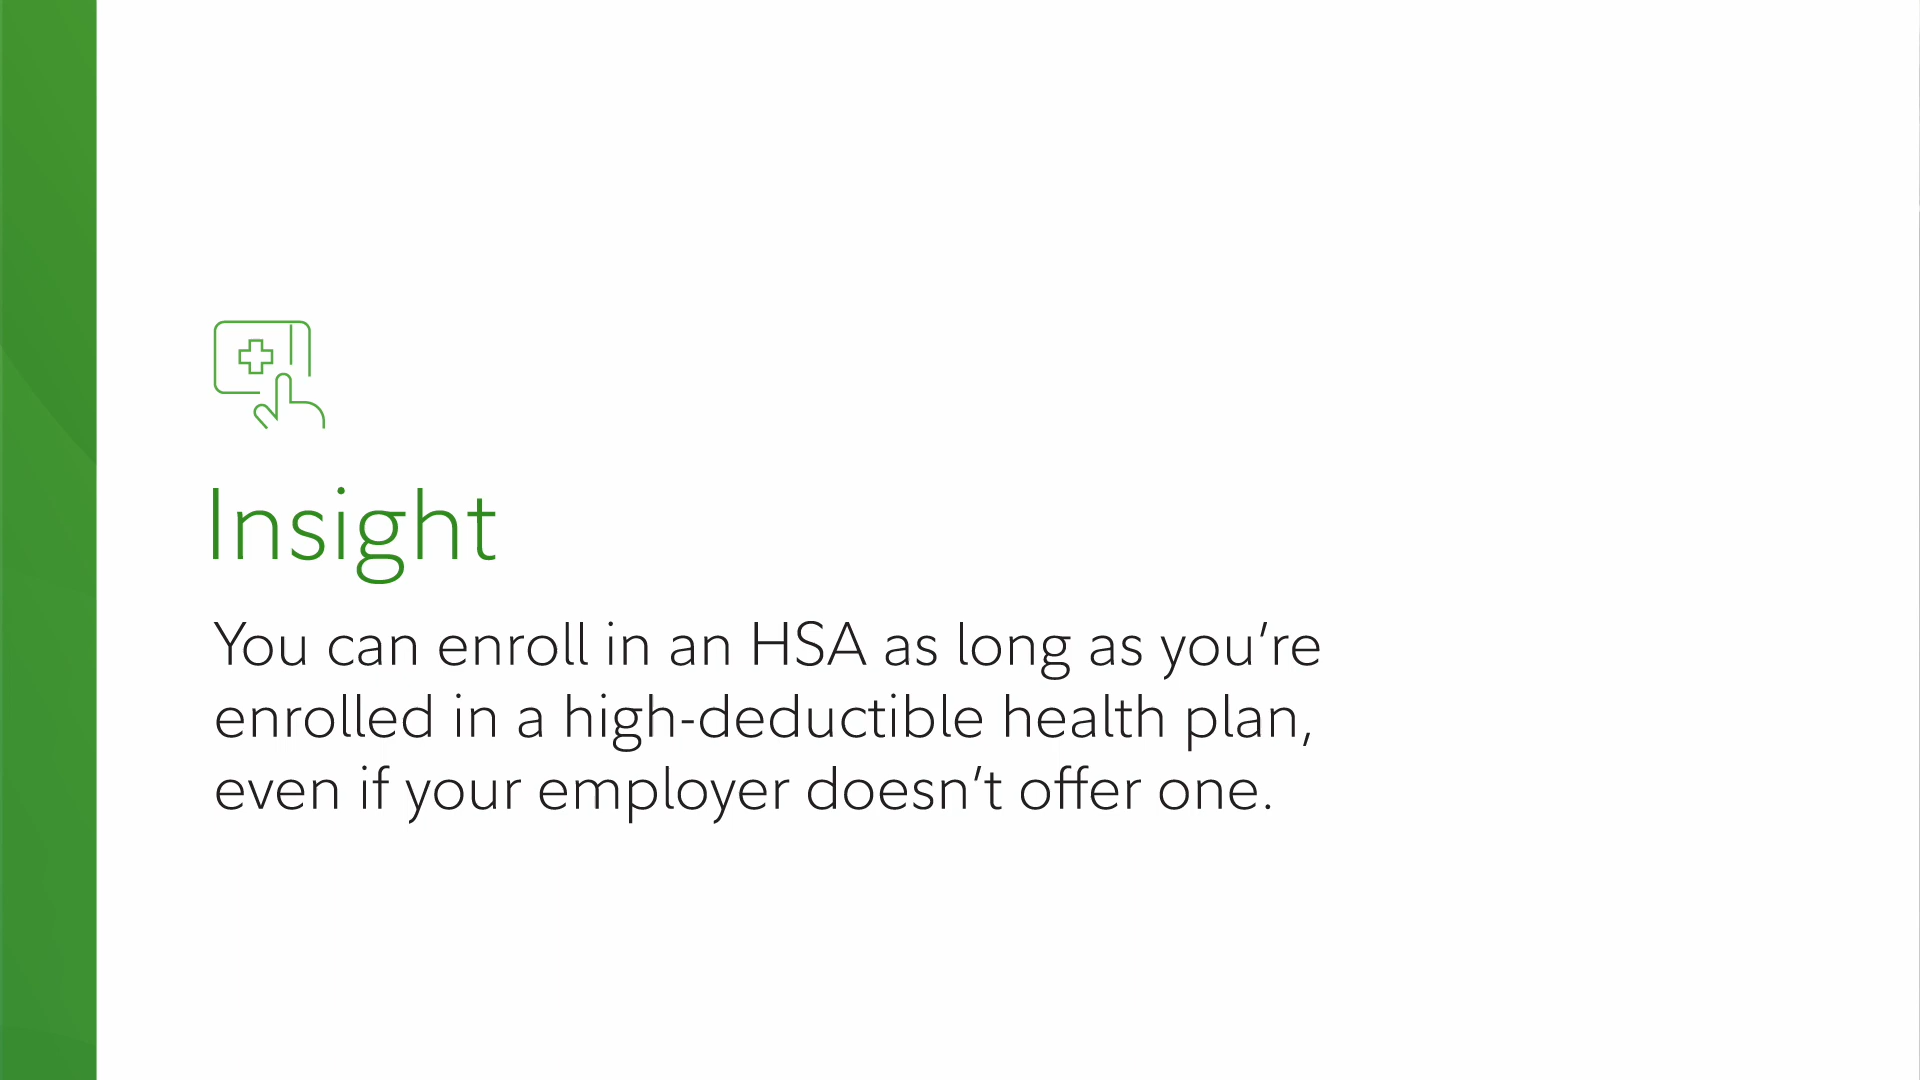 Insight
You can enroll in an HSA as long as you’re
enrolled in a high-deductible health plan,
even if your employer doesn’t offer one.